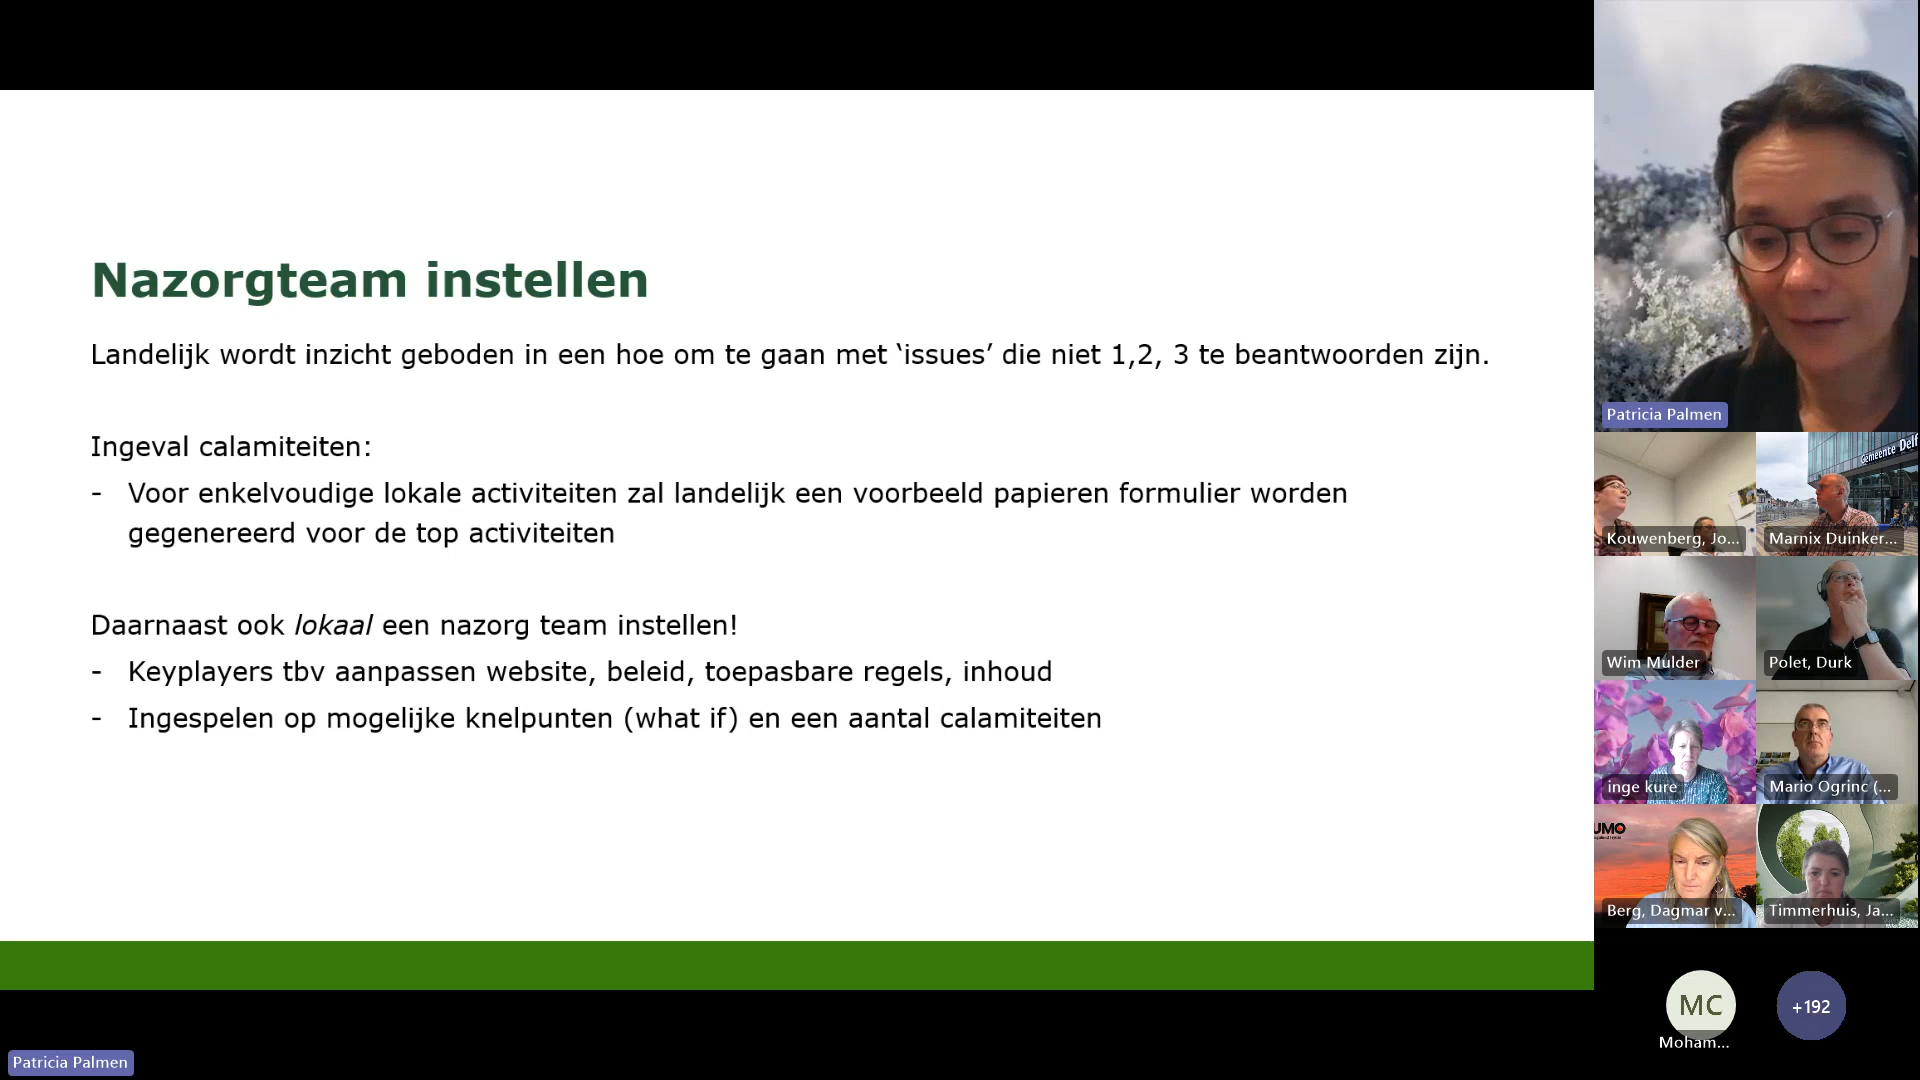 Nazorgteam instellen
Landelijk wordt inzicht geboden in een hoe om te gaan met ‘issues’ die niet 1,2, 3 te beantwoorden zijn.
Ingeval calamiteiten:
- Voor enkelvoudige lokale activiteiten zal landelijk een voorbeeld papieren formulier worden
gegenereerd voor de top activiteiten
Daarnaast ook lokaal een nazorg team instellen!
- Keyplayers tbv aanpassen website, beleid, toepasbare regels, inhoud
- Ingespelen op mogelijke knelpunten (what if) en een aantal calamiteiten
Patricia Palmen
Gemeente Delf
Kouwenberg, Jo...
Marnix Duinker...
Wim Mulder
Polet, Durk
inge kure
Mario Ogrinc (...
UMO
Berg, Dagmar v...
Timmerhuis, Ja...
MC
+192
Moham...
Patricia Palmen